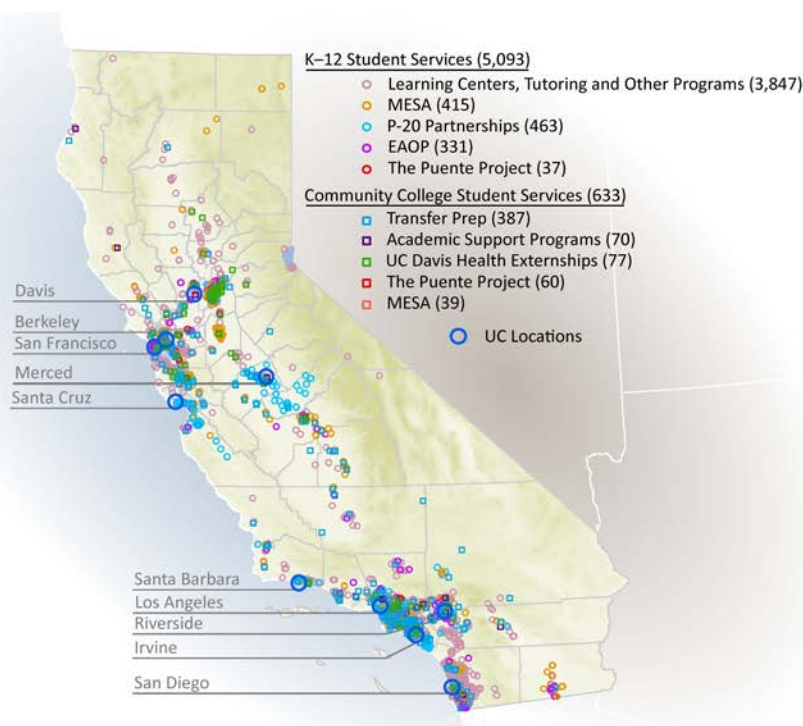 K–12 Student Services (5,093)
Learning Centers, Tutoring and Other Programs (3,847)
MESA (415)
P-20 Partnerships (463)
EAOP (331)
The Puente Project (37)
Community College Student Services (633)
Transfer Prep (387)
Academic Support Programs (70)
UC Davis Health Externships (77)
The Puente Project (60)
MESA (39)
UC Locations
Davis
Berkeley
San Francisco
Merced
Santa Cruz
Santa Barbara
Los Angeles
Riverside
Irvine
San Diego